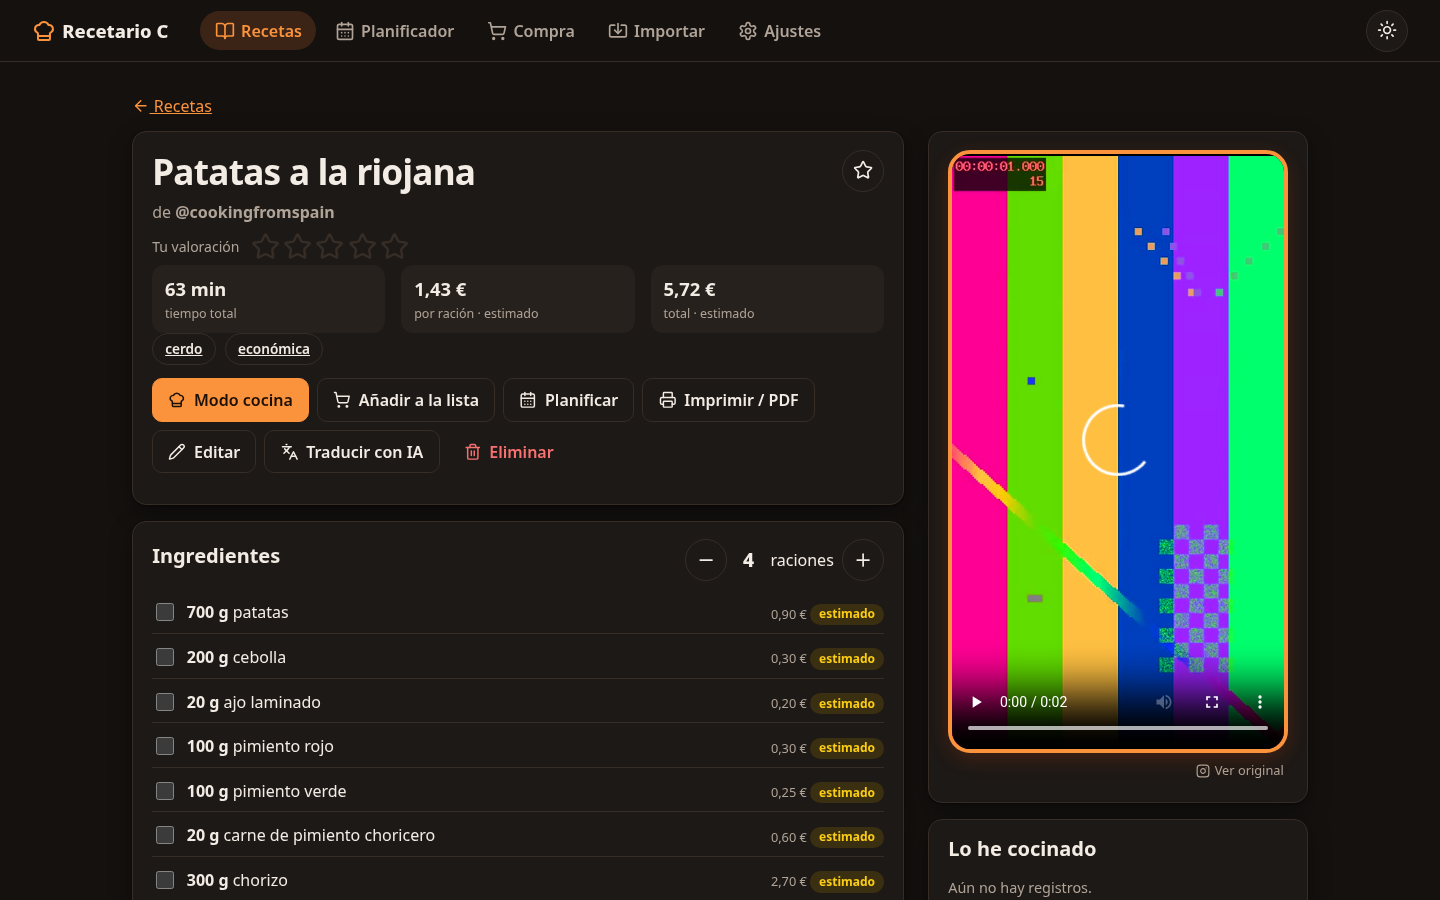 Recetario C
Recetas
Planificador
Compra
Importar
Ajustes
← Recetas
Patatas a la riojana
de @cookingfromspain
Tu valoración
63 min
tiempo total
1,43 €
por ración · estimado
5,72 €
total · estimado
cerdo
económica
Modo cocina
Añadir a la lista
Planificar
Imprimir / PDF
Editar
Traducir con IA
Eliminar
Ingredientes
4 raciones
700 g patatas 0,90 € estimado
200 g cebolla 0,30 € estimado
20 g ajo laminado 0,20 € estimado
100 g pimiento rojo 0,30 € estimado
100 g pimiento verde 0,25 € estimado
20 g carne de pimiento choricero 0,60 € estimado
300 g chorizo 2,70 € estimado
00:00:01.000
15
0:00 / 0:02
Ver original
Lo he cocinado
Aún no hay registros.